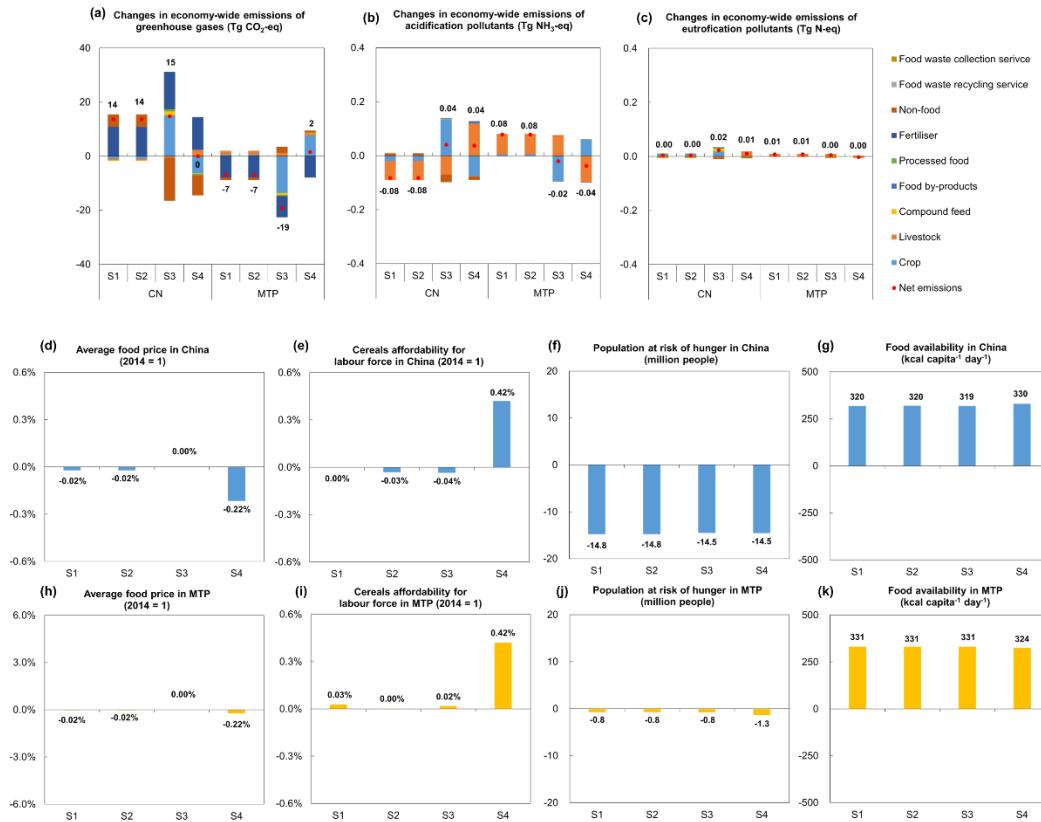 (a)
Changes in economy-wide emissions of
greenhouse gases (Tg CO₂-eq)
40
20
0
-20
-40
14
14
15
0
-7
-7
-19
2
S1 S2 S3 S4 S1 S2 S3 S4
CN MTP
(b)
Changes in economy-wide emissions of
acidification pollutants (Tg NH₃-eq)
0.4
0.2
0.0
-0.2
-0.4
-0.08
-0.08
0.04
0.04
0.08
0.08
-0.02
-0.04
S1 S2 S3 S4 S1 S2 S3 S4
CN MTP
(c)
Changes in economy-wide emissions of
eutrofication pollutants (Tg N-eq)
0.4
0.2
0.0
-0.2
-0.4
0.00
0.00
0.02
0.01
0.01
0.01
0.00
0.00
S1 S2 S3 S4 S1 S2 S3 S4
CN MTP
Food waste collection serivce
Food waste recycling service
Non-food
Fertiliser
Processed food
Food by-products
Compound feed
Livestock
Crop
Net emissions
(d)
Average food price in China
(2014 = 1)
0.6%
0.3%
0.0%
-0.3%
-0.6%
-0.02%
-0.02%
0.00%
-0.22%
S1 S2 S3 S4
(e)
Cereals affordability for
labour force in China (2014 = 1)
0.6%
0.3%
0.0%
-0.3%
-0.6%
0.00%
-0.03%
-0.04%
0.42%
S1 S2 S3 S4
(f)
Population at risk of hunger in China
(million people)
20
10
0
-10
-20
-14.8
-14.8
-14.5
-14.5
S1 S2 S3 S4
(g)
Food availability in China
(kcal capita⁻¹ day⁻¹)
500
250
0
-250
-500
320
320
319
330
S1 S2 S3 S4
(h)
Average food price in MTP
(2014 = 1)
6.0%
3.0%
0.0%
-3.0%
-6.0%
-0.02%
-0.02%
0.00%
-0.22%
S1 S2 S3 S4
(i)
Cereals affordability for
labour force in MTP (2014 = 1)
0.6%
0.3%
0.0%
-0.3%
-0.6%
0.03%
0.00%
0.02%
0.42%
S1 S2 S3 S4
(j)
Population at risk of hunger in MTP
(million people)
20
10
0
-10
-20
-0.8
-0.8
-0.8
-1.3
S1 S2 S3 S4
(k)
Food availability in MTP
(kcal capita⁻¹ day⁻¹)
500
250
0
-250
-500
331
331
331
324
S1 S2 S3 S4